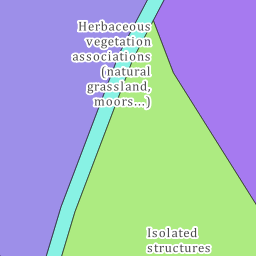 Herbaceous
vegetation
associations
(natural
grassland,
moors...)
Isolated
structures